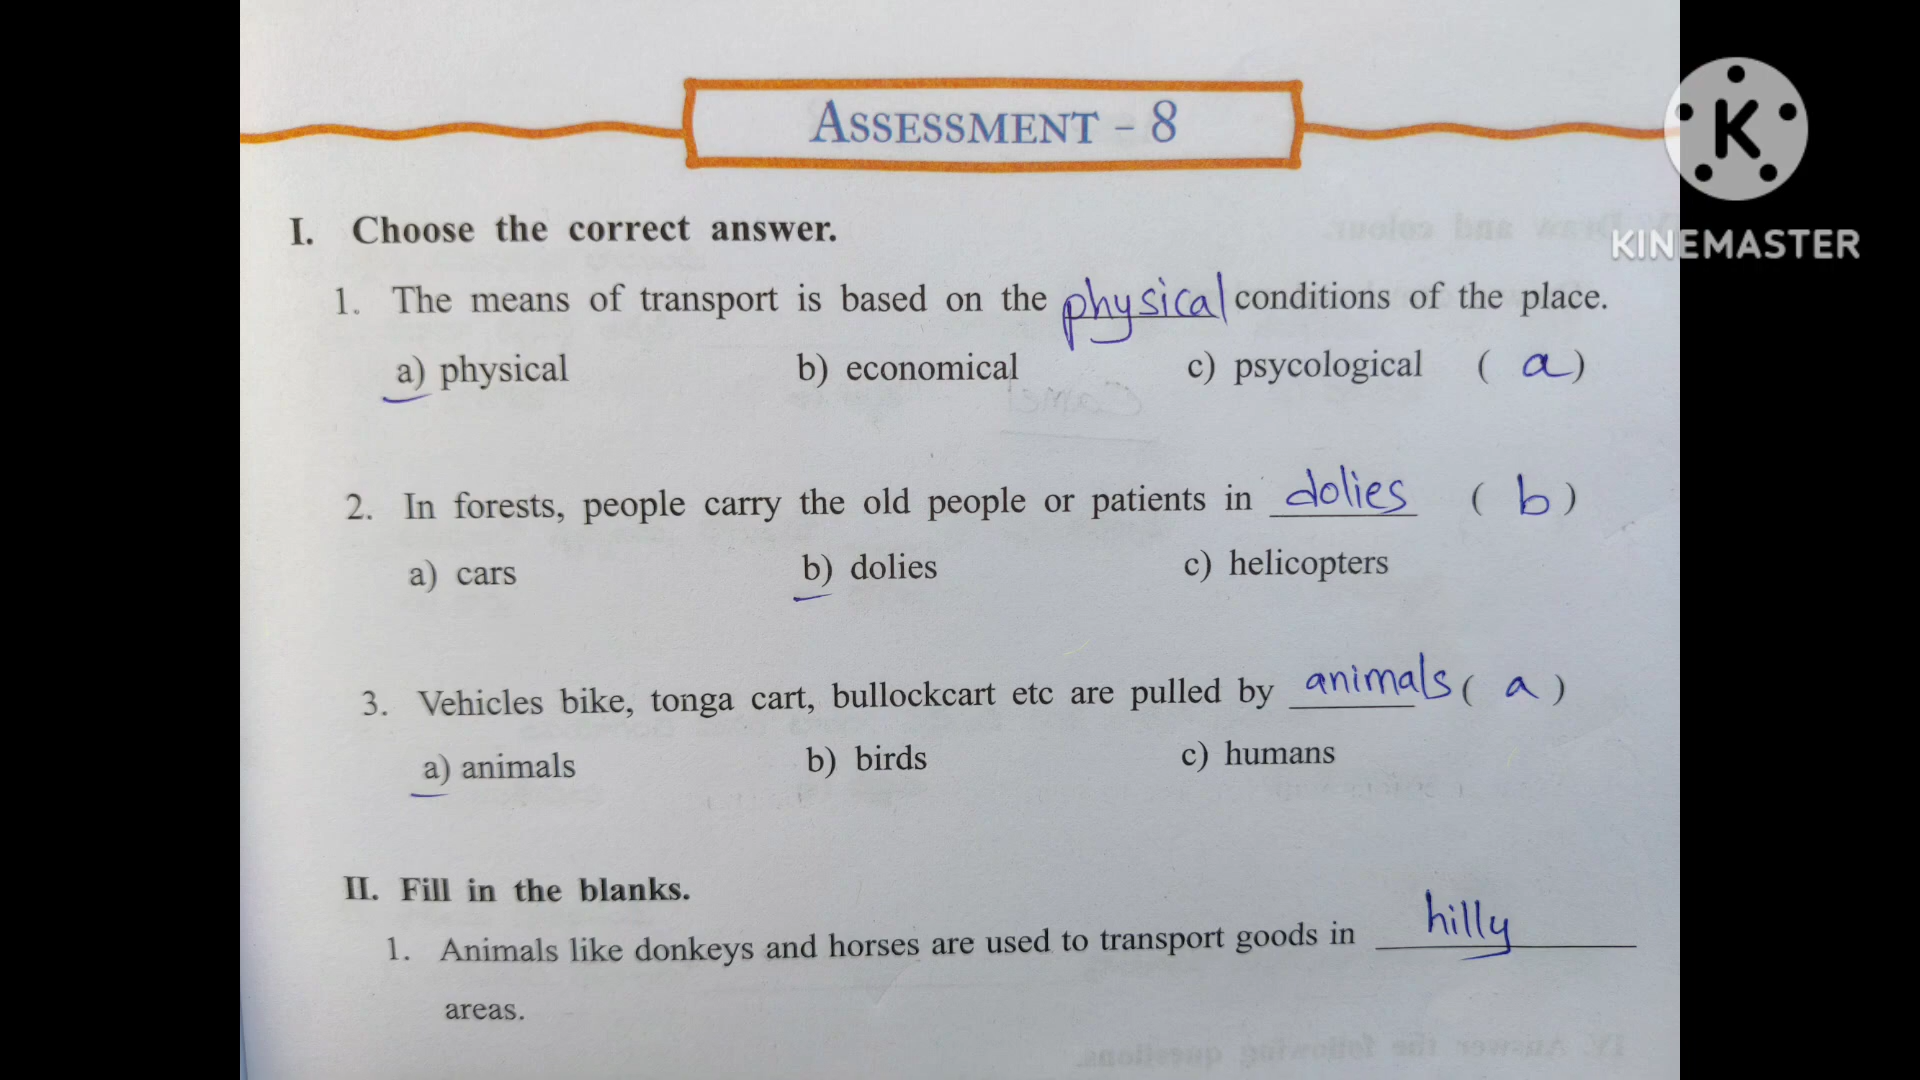 ASSESSMENT - 8
K
KINEMASTER
I. Choose the correct answer.
1. The means of transport is based on the physical conditions of the place.
a) physical b) economical c) psycological ( a )
2. In forests, people carry the old people or patients in dolies ( b )
a) cars b) dolies c) helicopters
3. Vehicles bike, tonga cart, bullockcart etc are pulled by animals ( a )
a) animals b) birds c) humans
II. Fill in the blanks.
1. Animals like donkeys and horses are used to transport goods in hilly
areas.